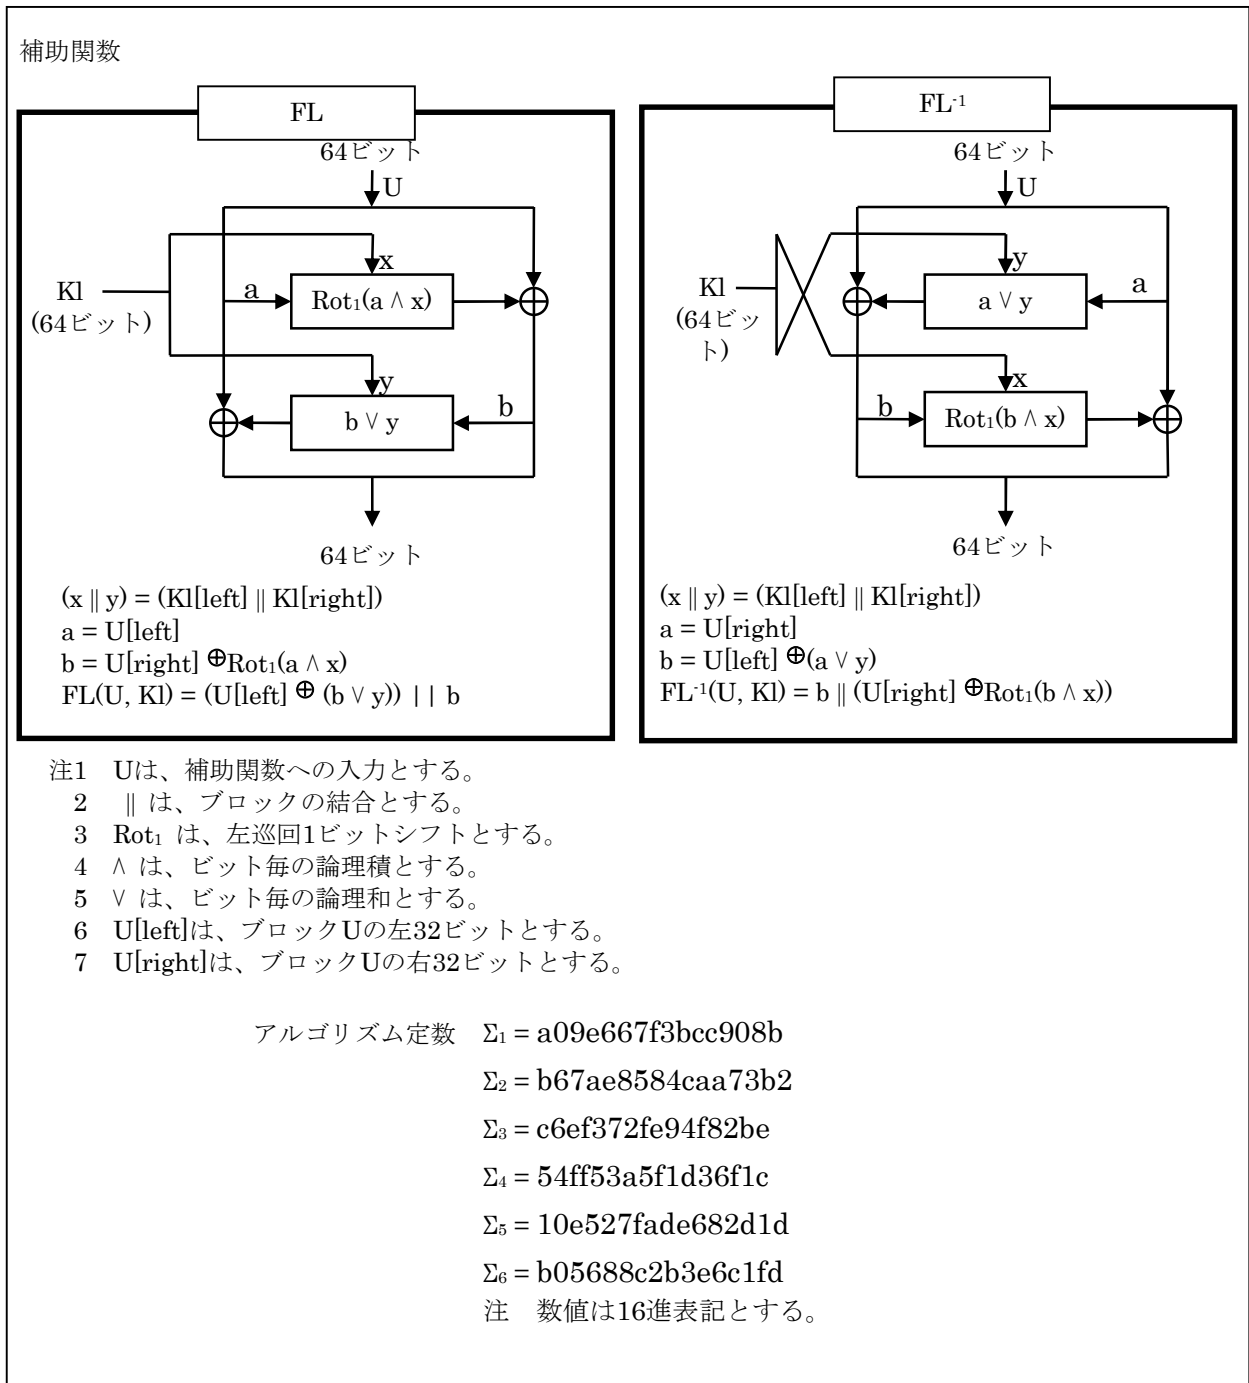 補助関数
FL
64ビット
U
x
a
Rot₁(a ∧ x)
Kl
(64ビット)
y
b ∨ y
b
64ビット
(x ∥ y) = (Kl[left] ∥ Kl[right])
a = U[left]
b = U[right] ⊕Rot₁(a ∧ x)
FL(U, Kl) = (U[left] ⊕ (b ∨ y)) || b
FL⁻¹
64ビット
U
y
a ∨ y
a
Kl
(64ビッ
ト)
x
b
Rot₁(b ∧ x)
64ビット
(x ∥ y) = (Kl[left] ∥ Kl[right])
a = U[right]
b = U[left] ⊕(a ∨ y)
FL⁻¹(U, Kl) = b ∥ (U[right] ⊕Rot₁(b ∧ x))
注1 Uは、補助関数への入力とする。
2 ∥ は、ブロックの結合とする。
3 Rot₁ は、左巡回1ビットシフトとする。
4 ∧ は、ビット毎の論理積とする。
5 ∨ は、ビット毎の論理和とする。
6 U[left]は、ブロックUの左32ビットとする。
7 U[right]は、ブロックUの右32ビットとする。
アルゴリズム定数 Σ₁ = a09e667f3bcc908b
Σ₂ = b67ae8584caa73b2
Σ₃ = c6ef372fe94f82be
Σ₄ = 54ff53a5f1d36f1c
Σ₅ = 10e527fade682d1d
Σ₆ = b05688c2b3e6c1fd
注 数値は16進表記とする。